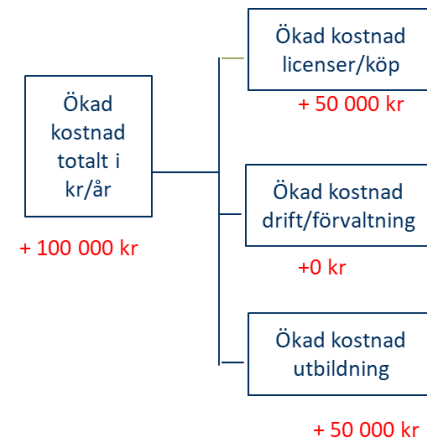 Ökad
kostnad
totalt i
kr/år
+ 100 000 kr
Ökad kostnad
licenser/köp
+ 50 000 kr
Ökad kostnad
drift/förvaltning
+0 kr
Ökad kostnad
utbildning
+ 50 000 kr